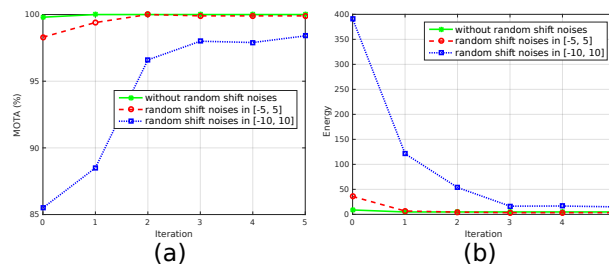 100
95
90
85
MOTA (%)
without random shift noises
random shift noises in [-5, 5]
random shift noises in [-10, 10]
0 1 2 3 4 5
Iteration
(a)
400
350
300
250
200
150
100
50
0
Energy
without random shift noises
random shift noises in [-5, 5]
random shift noises in [-10, 10]
0 1 2 3 4
Iteration
(b)